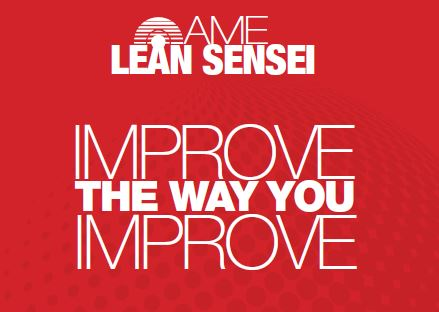 AME
LEAN SENSEI
IMPROVE
THE WAY YOU
IMPROVE